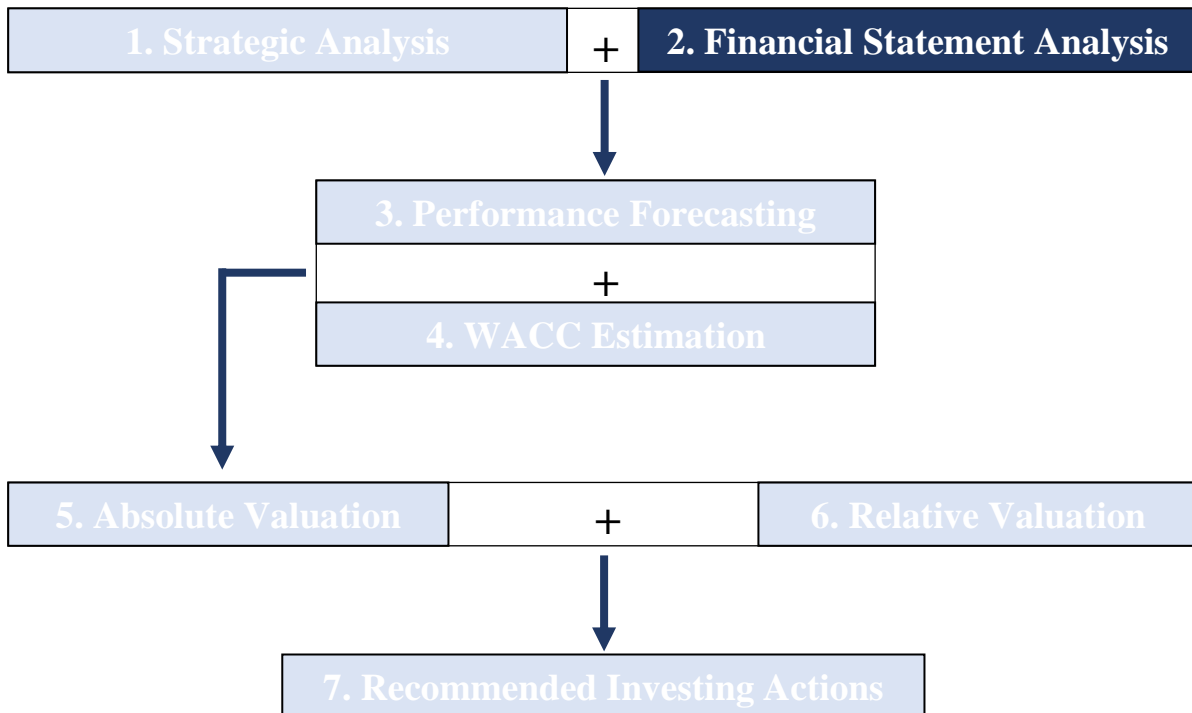 1. Strategic Analysis + 2. Financial Statement Analysis
3. Performance Forecasting
+
4. WACC Estimation
5. Absolute Valuation + 6. Relative Valuation
7. Recommended Investing Actions